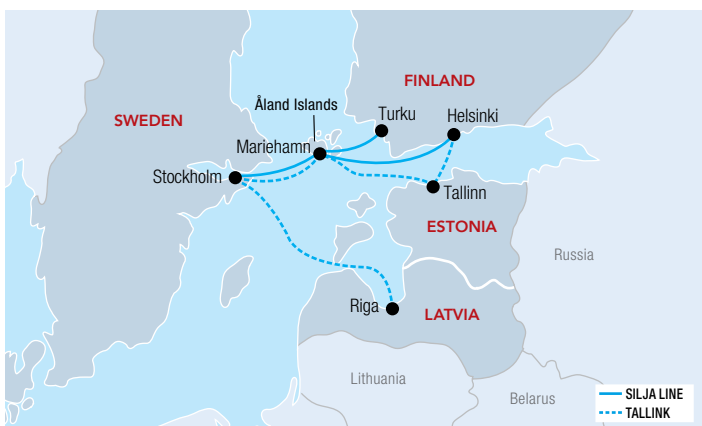 FINLAND
Åland Islands
Turku
Helsinki
SWEDEN
Mariehamn
Stockholm
Tallinn
ESTONIA
Russia
Riga
LATVIA
Lithuania
Belarus
SILJA LINE
TALLINK